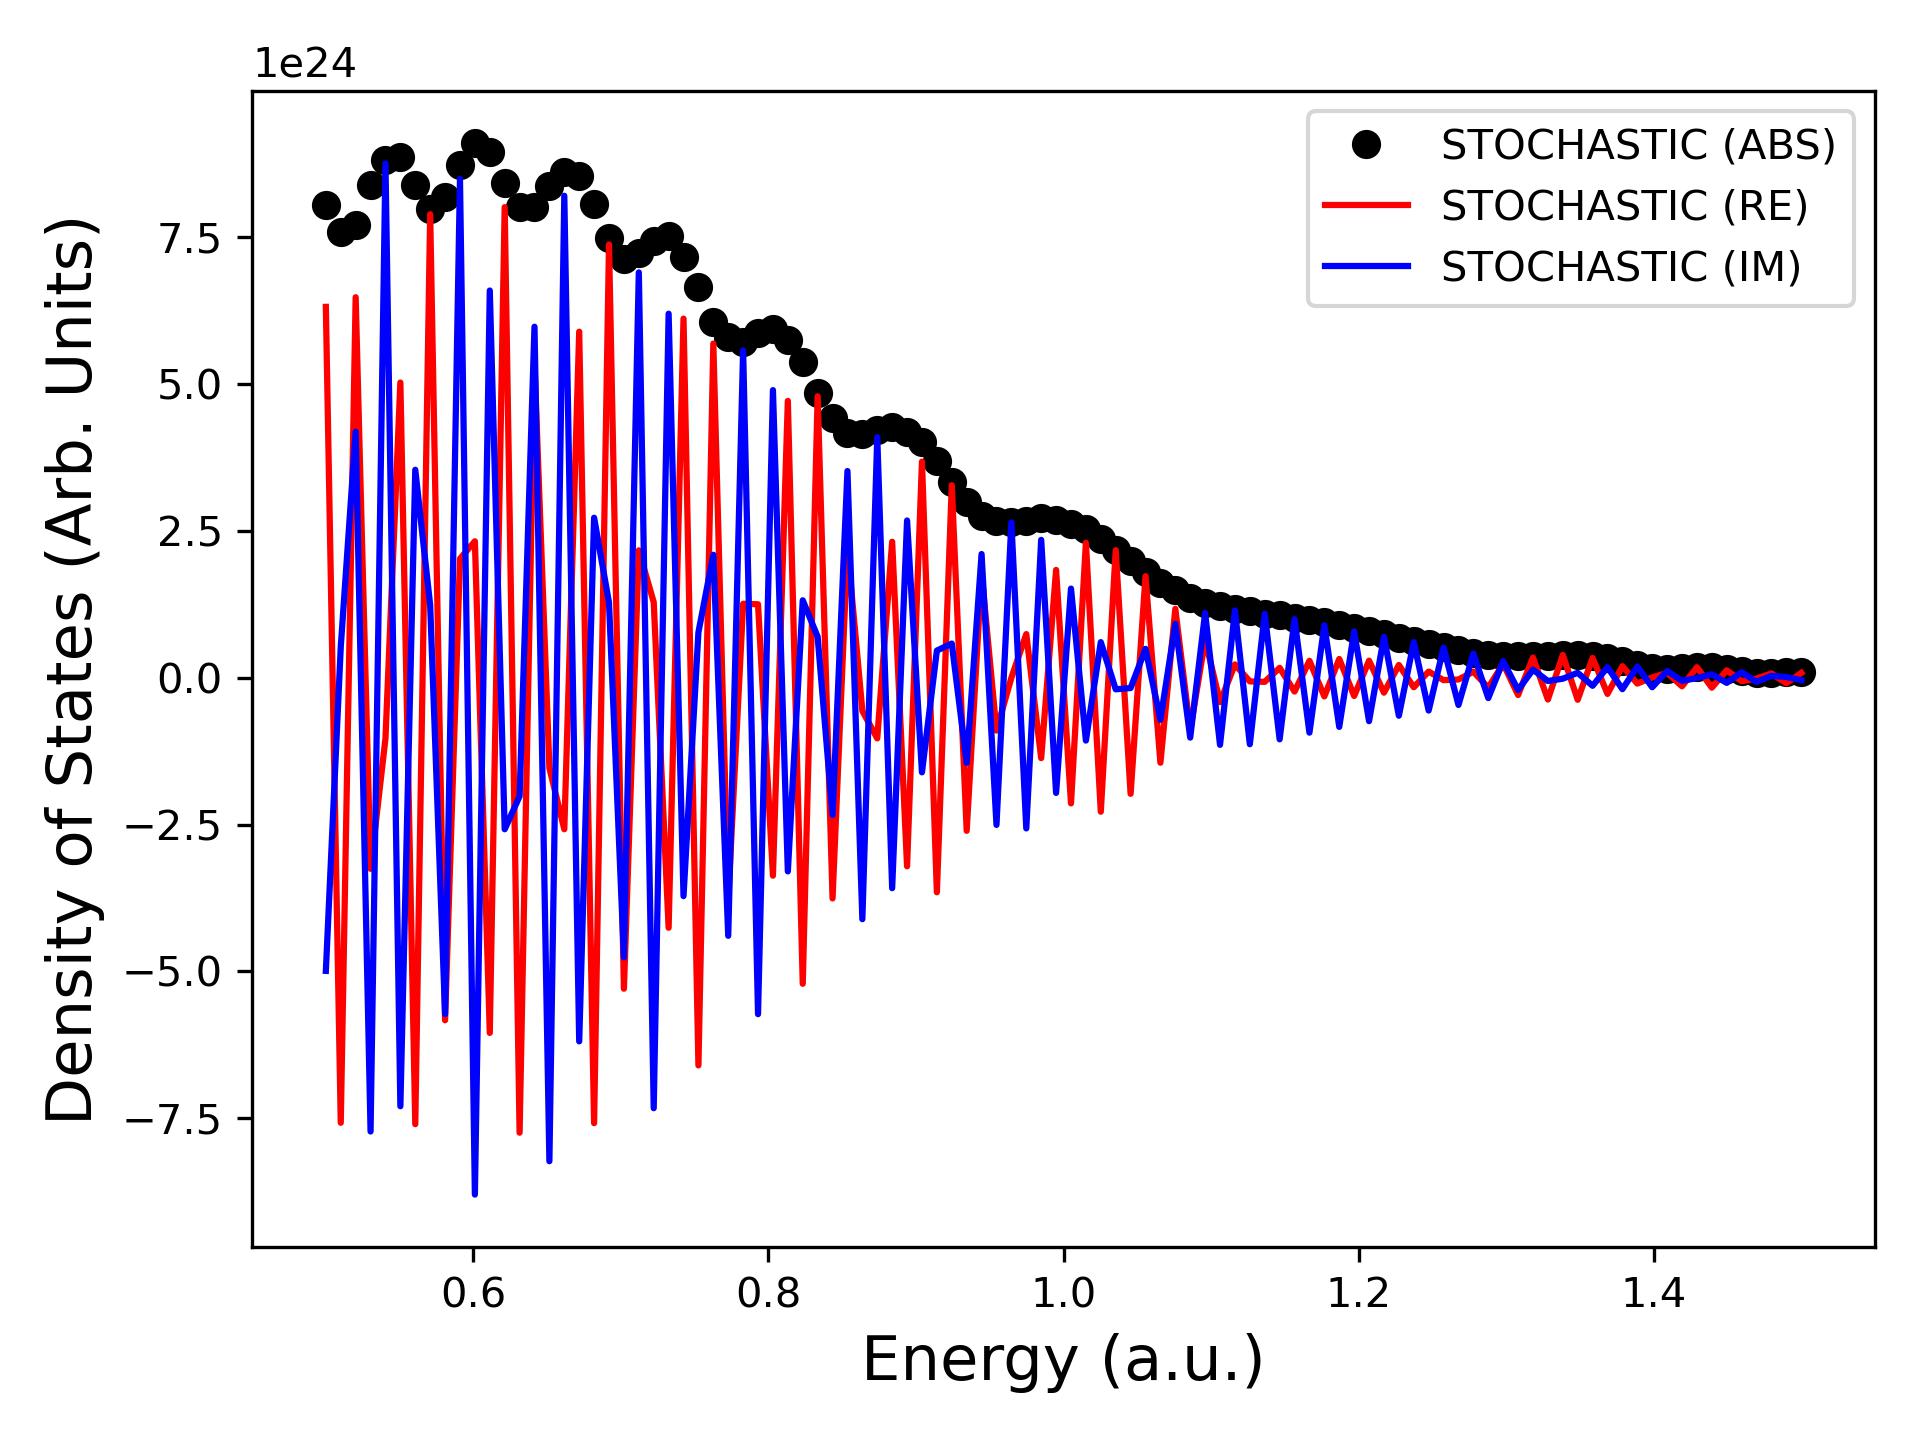 1e24
STOCHASTIC (ABS)
STOCHASTIC (RE)
STOCHASTIC (IM)
Density of States (Arb. Units)
7.5
5.0
2.5
0.0
−2.5
−5.0
−7.5
0.6 0.8 1.0 1.2 1.4
Energy (a.u.)